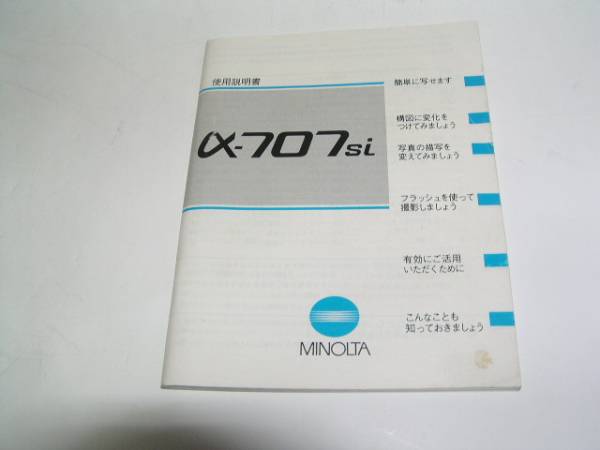 使用説明書
α-707si
簡単に写せます
構図に変化を
つけてみましょう
写真の描写を
変えてみましょう
フラッシュを使って
撮影しましょう
有効にご活用
いただくために
こんなことも
知っておきましょう
MINOLTA